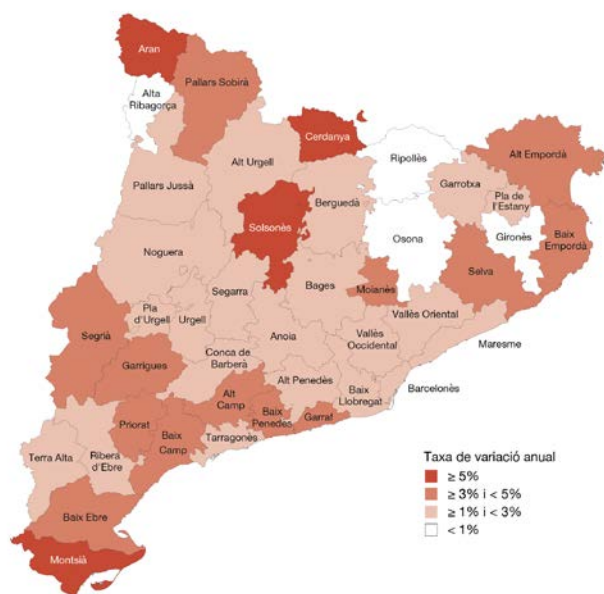 Aran
Pallars Sobirà
Alta
Ribagorça
Cerdanya
Ripollès
Alt Empordà
Alt Urgell
Garrotxa
Pla de
l'Estany
Pallars Jussà
Berguedà
Solsonès
Osona
Gironès
Baix
Empordà
Noguera
Selva
Segarra
Bages
Moianès
Pla
d'Urgell
Urgell
Vallès Oriental
Segrià
Anoia
Vallès
Occidental
Maresme
Conca de
Barberà
Garrigues
Alt Penedès
Baix
Llobregat
Barcelonès
Alt
Camp
Baix
Penedes
Garraf
Priorat
Baix
Camp
Tarragonès
Terra Alta
Ribera
d'Ebre
Baix Ebre
Montsià
Taxa de variació anual
≥ 5%
≥ 3% i < 5%
≥ 1% i < 3%
< 1%